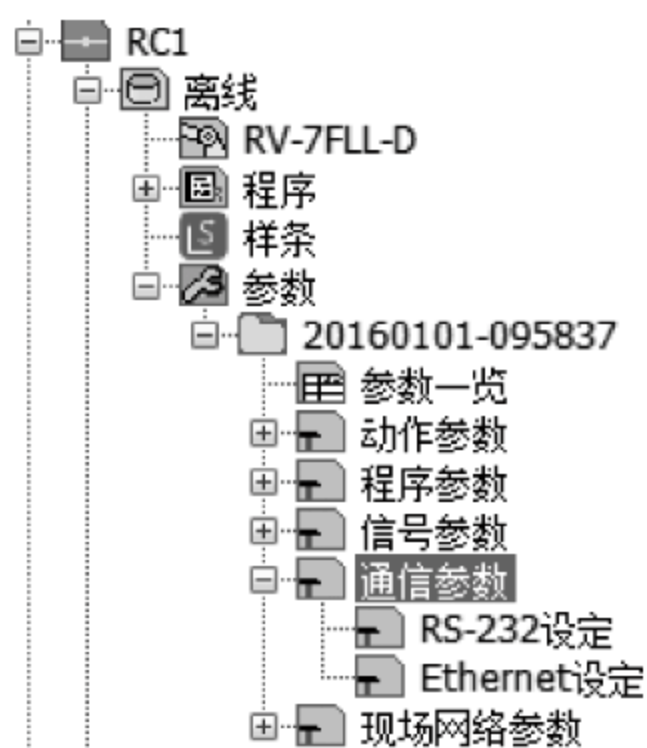 RC1
离线
RV-7FLL-D
程序
样条
参数
20160101-095837
参数一览
动作参数
程序参数
信号参数
通信参数
RS-232设定
Ethernet设定
现场网络参数